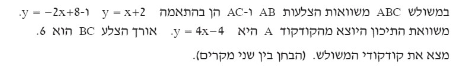 במשולש ABC משוואות הצלעות AB ו-AC הן בהתאמה y = x+2 ו-y = −2x+8.
משוואת התיכון היוצא מהקודקוד A היא y = 4x−4. אורך הצלע BC הוא 6.
מצא את קודקודי המשולש. (הבחן בין שני מקרים).